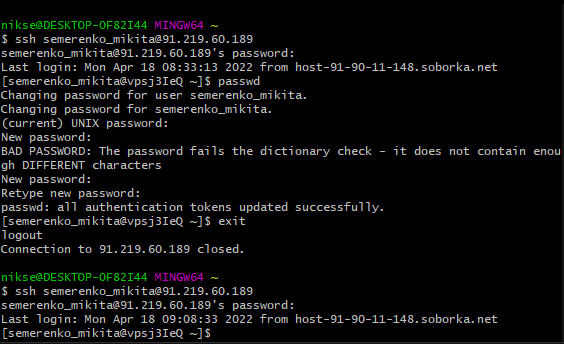 nikse@DESKTOP-0F82I44 MINGW64 ~
$ ssh semerenko_mikita@91.219.60.189
semerenko_mikita@91.219.60.189's password:
Last login: Mon Apr 18 08:33:13 2022 from host-91-90-11-148.soborka.net
[semerenko_mikita@vpsj3IeQ ~]$ passwd
Changing password for user semerenko_mikita.
Changing password for semerenko_mikita.
(current) UNIX password:
New password:
BAD PASSWORD: The password fails the dictionary check - it does not contain enou
gh DIFFERENT characters
New password:
Retype new password:
passwd: all authentication tokens updated successfully.
[semerenko_mikita@vpsj3IeQ ~]$ exit
logout
Connection to 91.219.60.189 closed.
nikse@DESKTOP-0F82I44 MINGW64 ~
$ ssh semerenko_mikita@91.219.60.189
semerenko_mikita@91.219.60.189's password:
Last login: Mon Apr 18 09:08:33 2022 from host-91-90-11-148.soborka.net
[semerenko_mikita@vpsj3IeQ ~]$